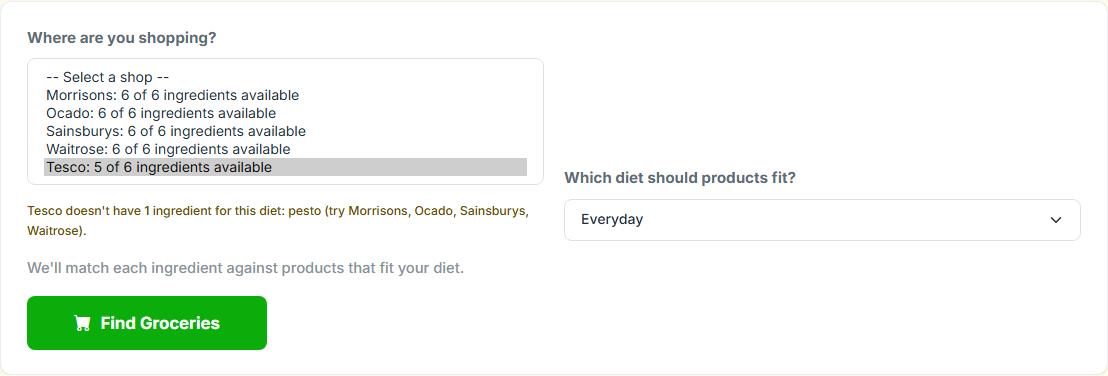 Where are you shopping?
-- Select a shop --
Morrisons: 6 of 6 ingredients available
Ocado: 6 of 6 ingredients available
Sainsburys: 6 of 6 ingredients available
Waitrose: 6 of 6 ingredients available
Tesco: 5 of 6 ingredients available
Tesco doesn't have 1 ingredient for this diet: pesto (try Morrisons, Ocado, Sainsburys,
Waitrose).
Which diet should products fit?
Everyday
We'll match each ingredient against products that fit your diet.
Find Groceries